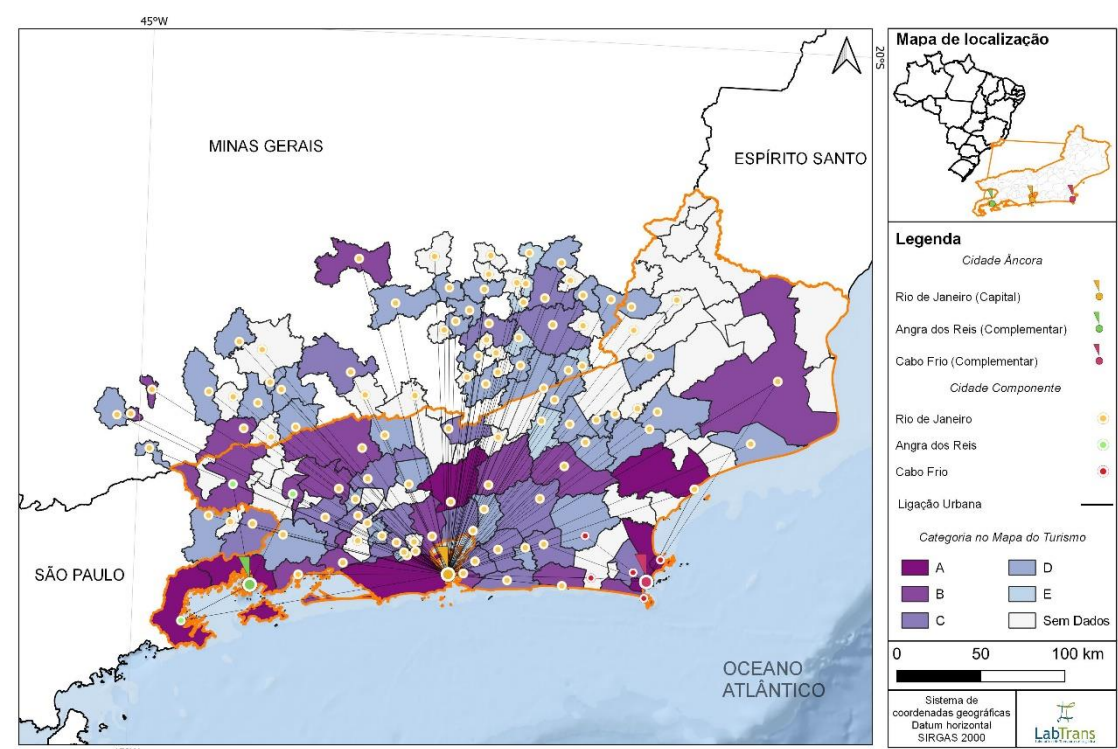 45°W
20°S
MINAS GERAIS
ESPÍRITO SANTO
SÃO PAULO
OCEANO
ATLÂNTICO
Mapa de localização
Legenda
Cidade Âncora
Rio de Janeiro (Capital)
Angra dos Reis (Complementar)
Cabo Frio (Complementar)
Cidade Componente
Rio de Janeiro
Angra dos Reis
Cabo Frio
Ligação Urbana
Categoria no Mapa do Turismo
A D
B E
C Sem Dados
0 50 100 km
Sistema de
coordenadas geográficas
Datum horizontal
SIRGAS 2000
LabTrans